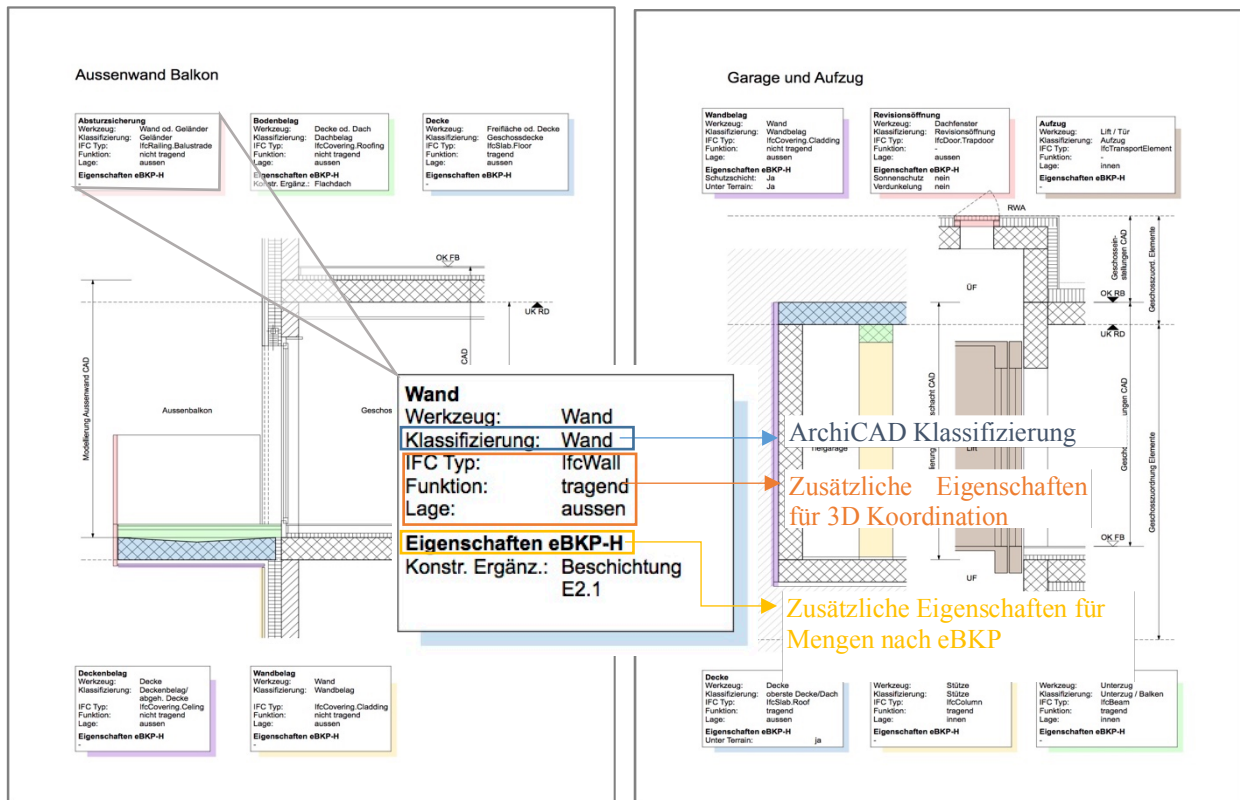 Aussenwand Balkon
Absturzsicherung
Werkzeug: Wand od. Geländer
Klassifizierung: Geländer
IFC Typ: IfcRailing.Balustrade
Funktion: nicht tragend
Lage: aussen
Eigenschaften eBKP-H
-
Bodenbelag
Werkzeug: Decke od. Dach
Klassifizierung: Dachbelag
IFC Typ: IfcCovering.Roofing
Funktion: nicht tragend
Lage: aussen
Eigenschaften eBKP-H
Konstr. Ergänz.: Flachdach
Decke
Werkzeug: Freifläche od. Decke
Klassifizierung: Geschossdecke
IFC Typ: IfcSlab.Floor
Funktion: tragend
Lage: aussen
Eigenschaften eBKP-H
-
OK FB
UK RD
CAD
Modellierung Aussenwand CAD
Aussenbalkon
Geschos
Wand
Werkzeug: Wand
Klassifizierung: Wand
IFC Typ: IfcWall
Funktion: tragend
Lage: aussen
Eigenschaften eBKP-H
Konstr. Ergänz.: Beschichtung
E2.1
Deckenbelag
Werkzeug: Decke
Klassifizierung: Deckenbelag/
abgeh. Decke
IFC Typ: IfcCovering.Celing
Funktion: nicht tragend
Lage: aussen
Eigenschaften eBKP-H
-
Wandbelag
Werkzeug: Wand
Klassifizierung: Wandbelag
IFC Typ: IfcCovering.Cladding
Funktion: nicht tragend
Lage: aussen
Eigenschaften eBKP-H
-
Garage und Aufzug
Wandbelag
Werkzeug: Wand
Klassifizierung: Wandbelag
IFC Typ: IfcCovering.Cladding
Funktion: nicht tragend
Lage: aussen
Eigenschaften eBKP-H
Schutzschicht: Ja
Unter Terrain: Ja
Revisionsöffnung
Werkzeug: Dachfenster
Klassifizierung: Revisionsöffnung
IFC Typ: IfcDoor.Trapdoor
Funktion: -
Lage: aussen
Eigenschaften eBKP-H
Sonnenschutz nein
Verdunkelung nein
Aufzug
Werkzeug: Lift / Tür
Klassifizierung: Aufzug
IFC Typ: IfcTransportElement
Funktion: -
Lage: innen
Eigenschaften eBKP-H
-
RWA
ÜF
Geschossein-
stellungen CAD
Geschosszuord. Elemente
OK RB
UK RD
schacht CAD
ungen CAD
Geschosszuordnung Elemente
ArchiCAD Klassifizierung
Tiefgarage
Lift
Zusätzliche Eigenschaften
für 3D Koordination
OK FB
UF
Zusätzliche Eigenschaften für
Mengen nach eBKP
Decke
Werkzeug: Decke
Klassifizierung: oberste Decke/Dach
IFC Typ: IfcSlab.Roof
Funktion: tragend
Lage: aussen
Eigenschaften eBKP-H
Unter Terrain: ja
Werkzeug: Stütze
Klassifizierung: Stütze
IFC Typ: IfcColumn
Funktion: tragend
Lage: innen
Eigenschaften eBKP-H
-
Werkzeug: Unterzug
Klassifizierung: Unterzug / Balken
IFC Typ: IfcBeam
Funktion: tragend
Lage: innen
Eigenschaften eBKP-H
-